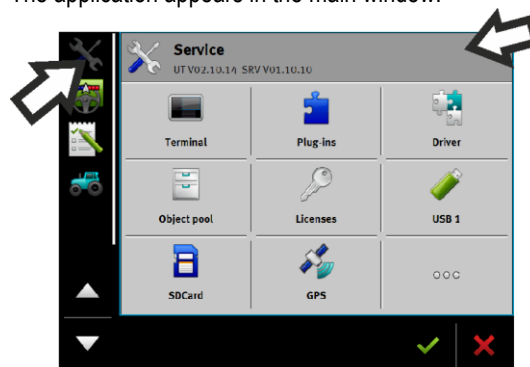 The application appears in the main window.
Service
UT V02.10.14 SRV V01.10.10
Terminal
Plug-ins
Driver
Object pool
Licenses
USB 1
SDCard
GPS